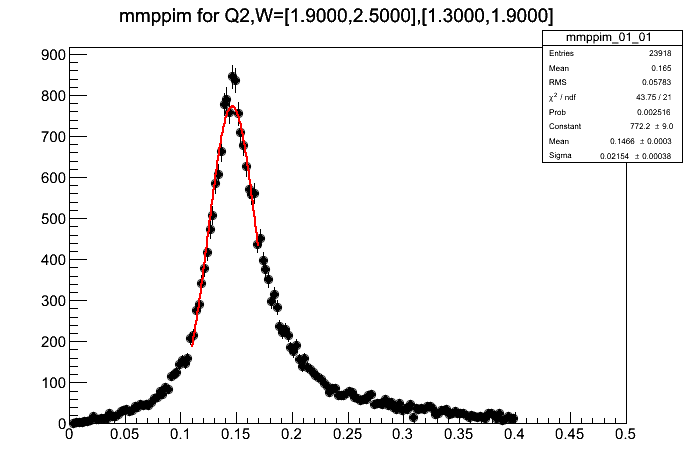 mmppim for Q2,W=[1.9000,2.5000],[1.3000,1.9000]
mmppim_01_01
Entries 23918
Mean 0.165
RMS 0.05783
χ² / ndf 43.75 / 21
Prob 0.002516
Constant 772.2 ± 9.0
Mean 0.1466 ± 0.0003
Sigma 0.02154 ± 0.00038
900
800
700
600
500
400
300
200
100
0
0 0.05 0.1 0.15 0.2 0.25 0.3 0.35 0.4 0.45 0.5